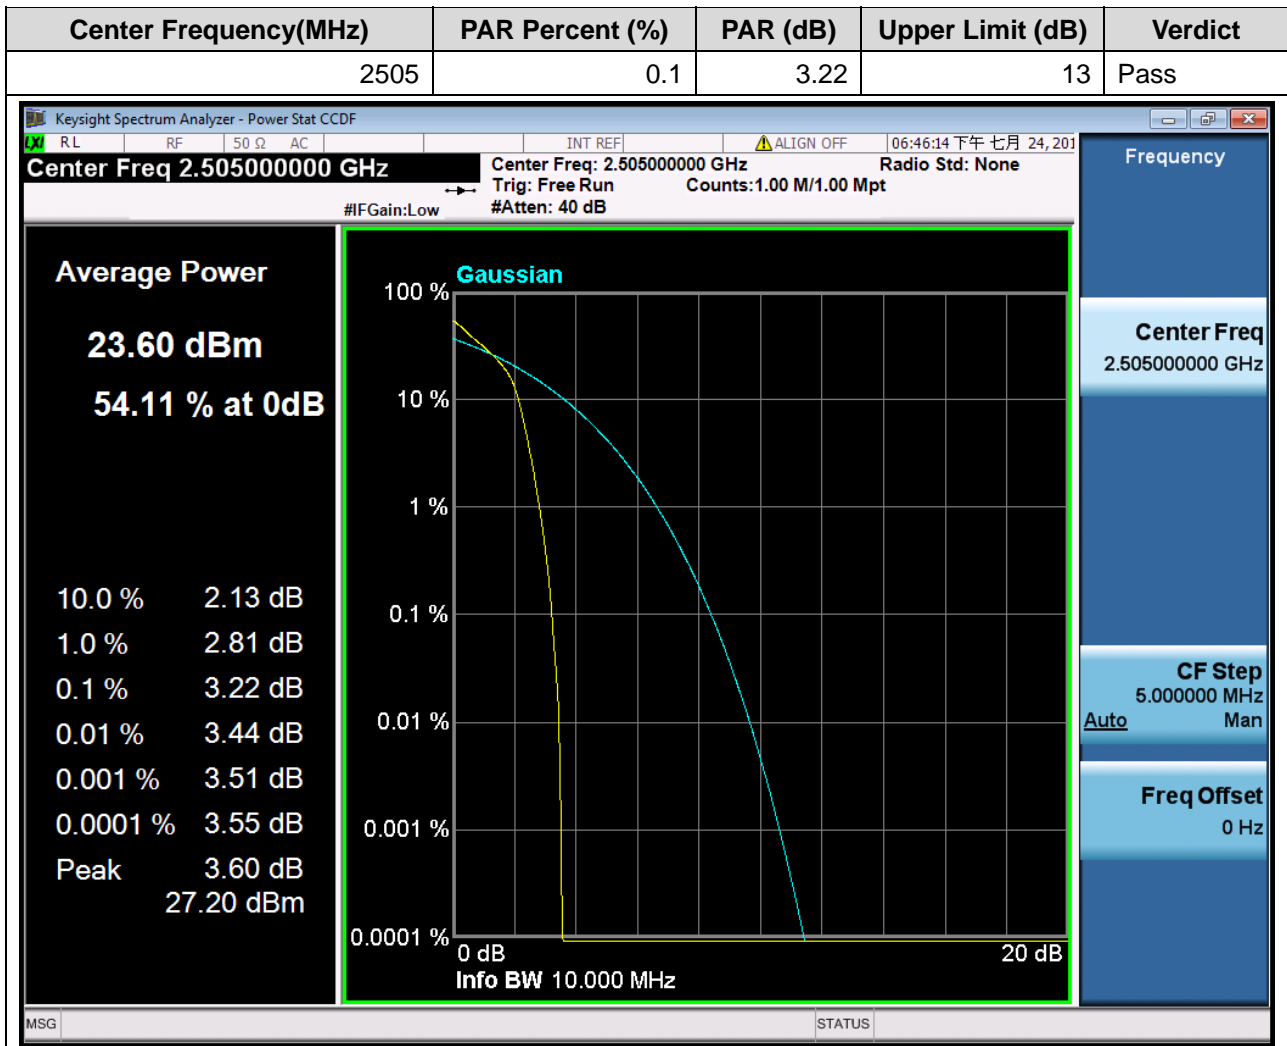 Center Frequency(MHz) PAR Percent (%) PAR (dB) Upper Limit (dB) Verdict
2505 0.1 3.22 13 Pass
Keysight Spectrum Analyzer - Power Stat CCDF
LXI RL RF 50 Ω AC INT REF ALIGN OFF 06:46:14 下午 七月 24, 201
Center Freq 2.505000000 GHz
Center Freq: 2.505000000 GHz Radio Std: None
Trig: Free Run Counts:1.00 M/1.00 Mpt
#IFGain:Low #Atten: 40 dB
Frequency
Average Power
23.60 dBm
54.11 % at 0dB
10.0 % 2.13 dB
1.0 % 2.81 dB
0.1 % 3.22 dB
0.01 % 3.44 dB
0.001 % 3.51 dB
0.0001 % 3.55 dB
Peak 3.60 dB
27.20 dBm
Gaussian
100 %
10 %
1 %
0.1 %
0.01 %
0.001 %
0.0001 %
0 dB 20 dB
Info BW 10.000 MHz
Center Freq
2.505000000 GHz
CF Step
5.000000 MHz
Auto Man
Freq Offset
0 Hz
MSG STATUS